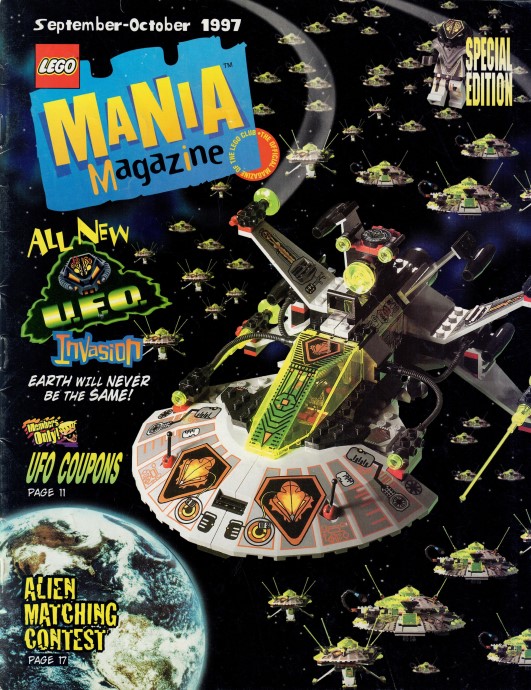 September-October 1997
LEGO
MANIA
Magazine
TM
THE OFFICIAL MAGAZINE OF THE LEGO CLUB
SPECIAL
EDITION
ALL NEW
U.F.O.
Invasion
EARTH WILL NEVER
BE THE SAME!
Members
Only!
UFO COUPONS
PAGE 11
ALIEN
MATCHING
CONTEST
PAGE 17